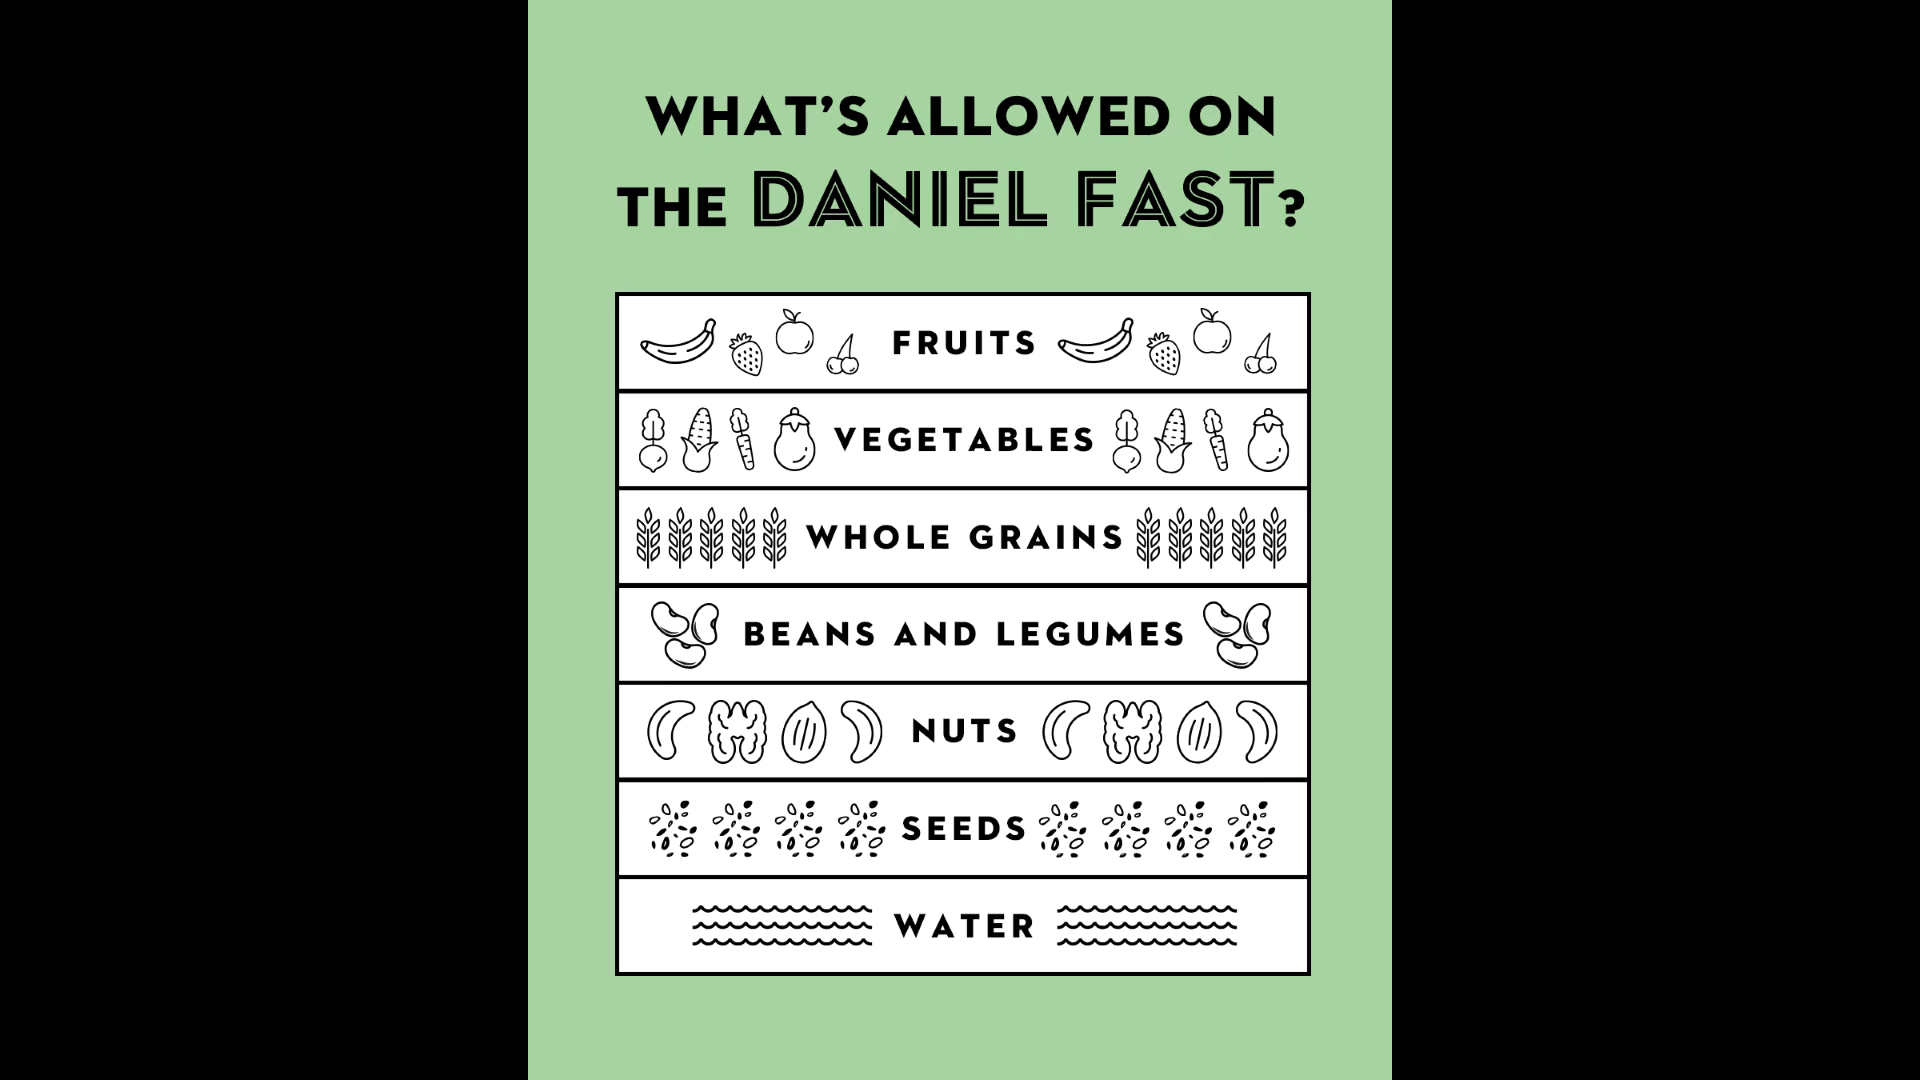 WHAT'S ALLOWED ON
THE DANIEL FAST?
FRUITS
VEGETABLES
WHOLE GRAINS
BEANS AND LEGUMES
NUTS
SEEDS
WATER